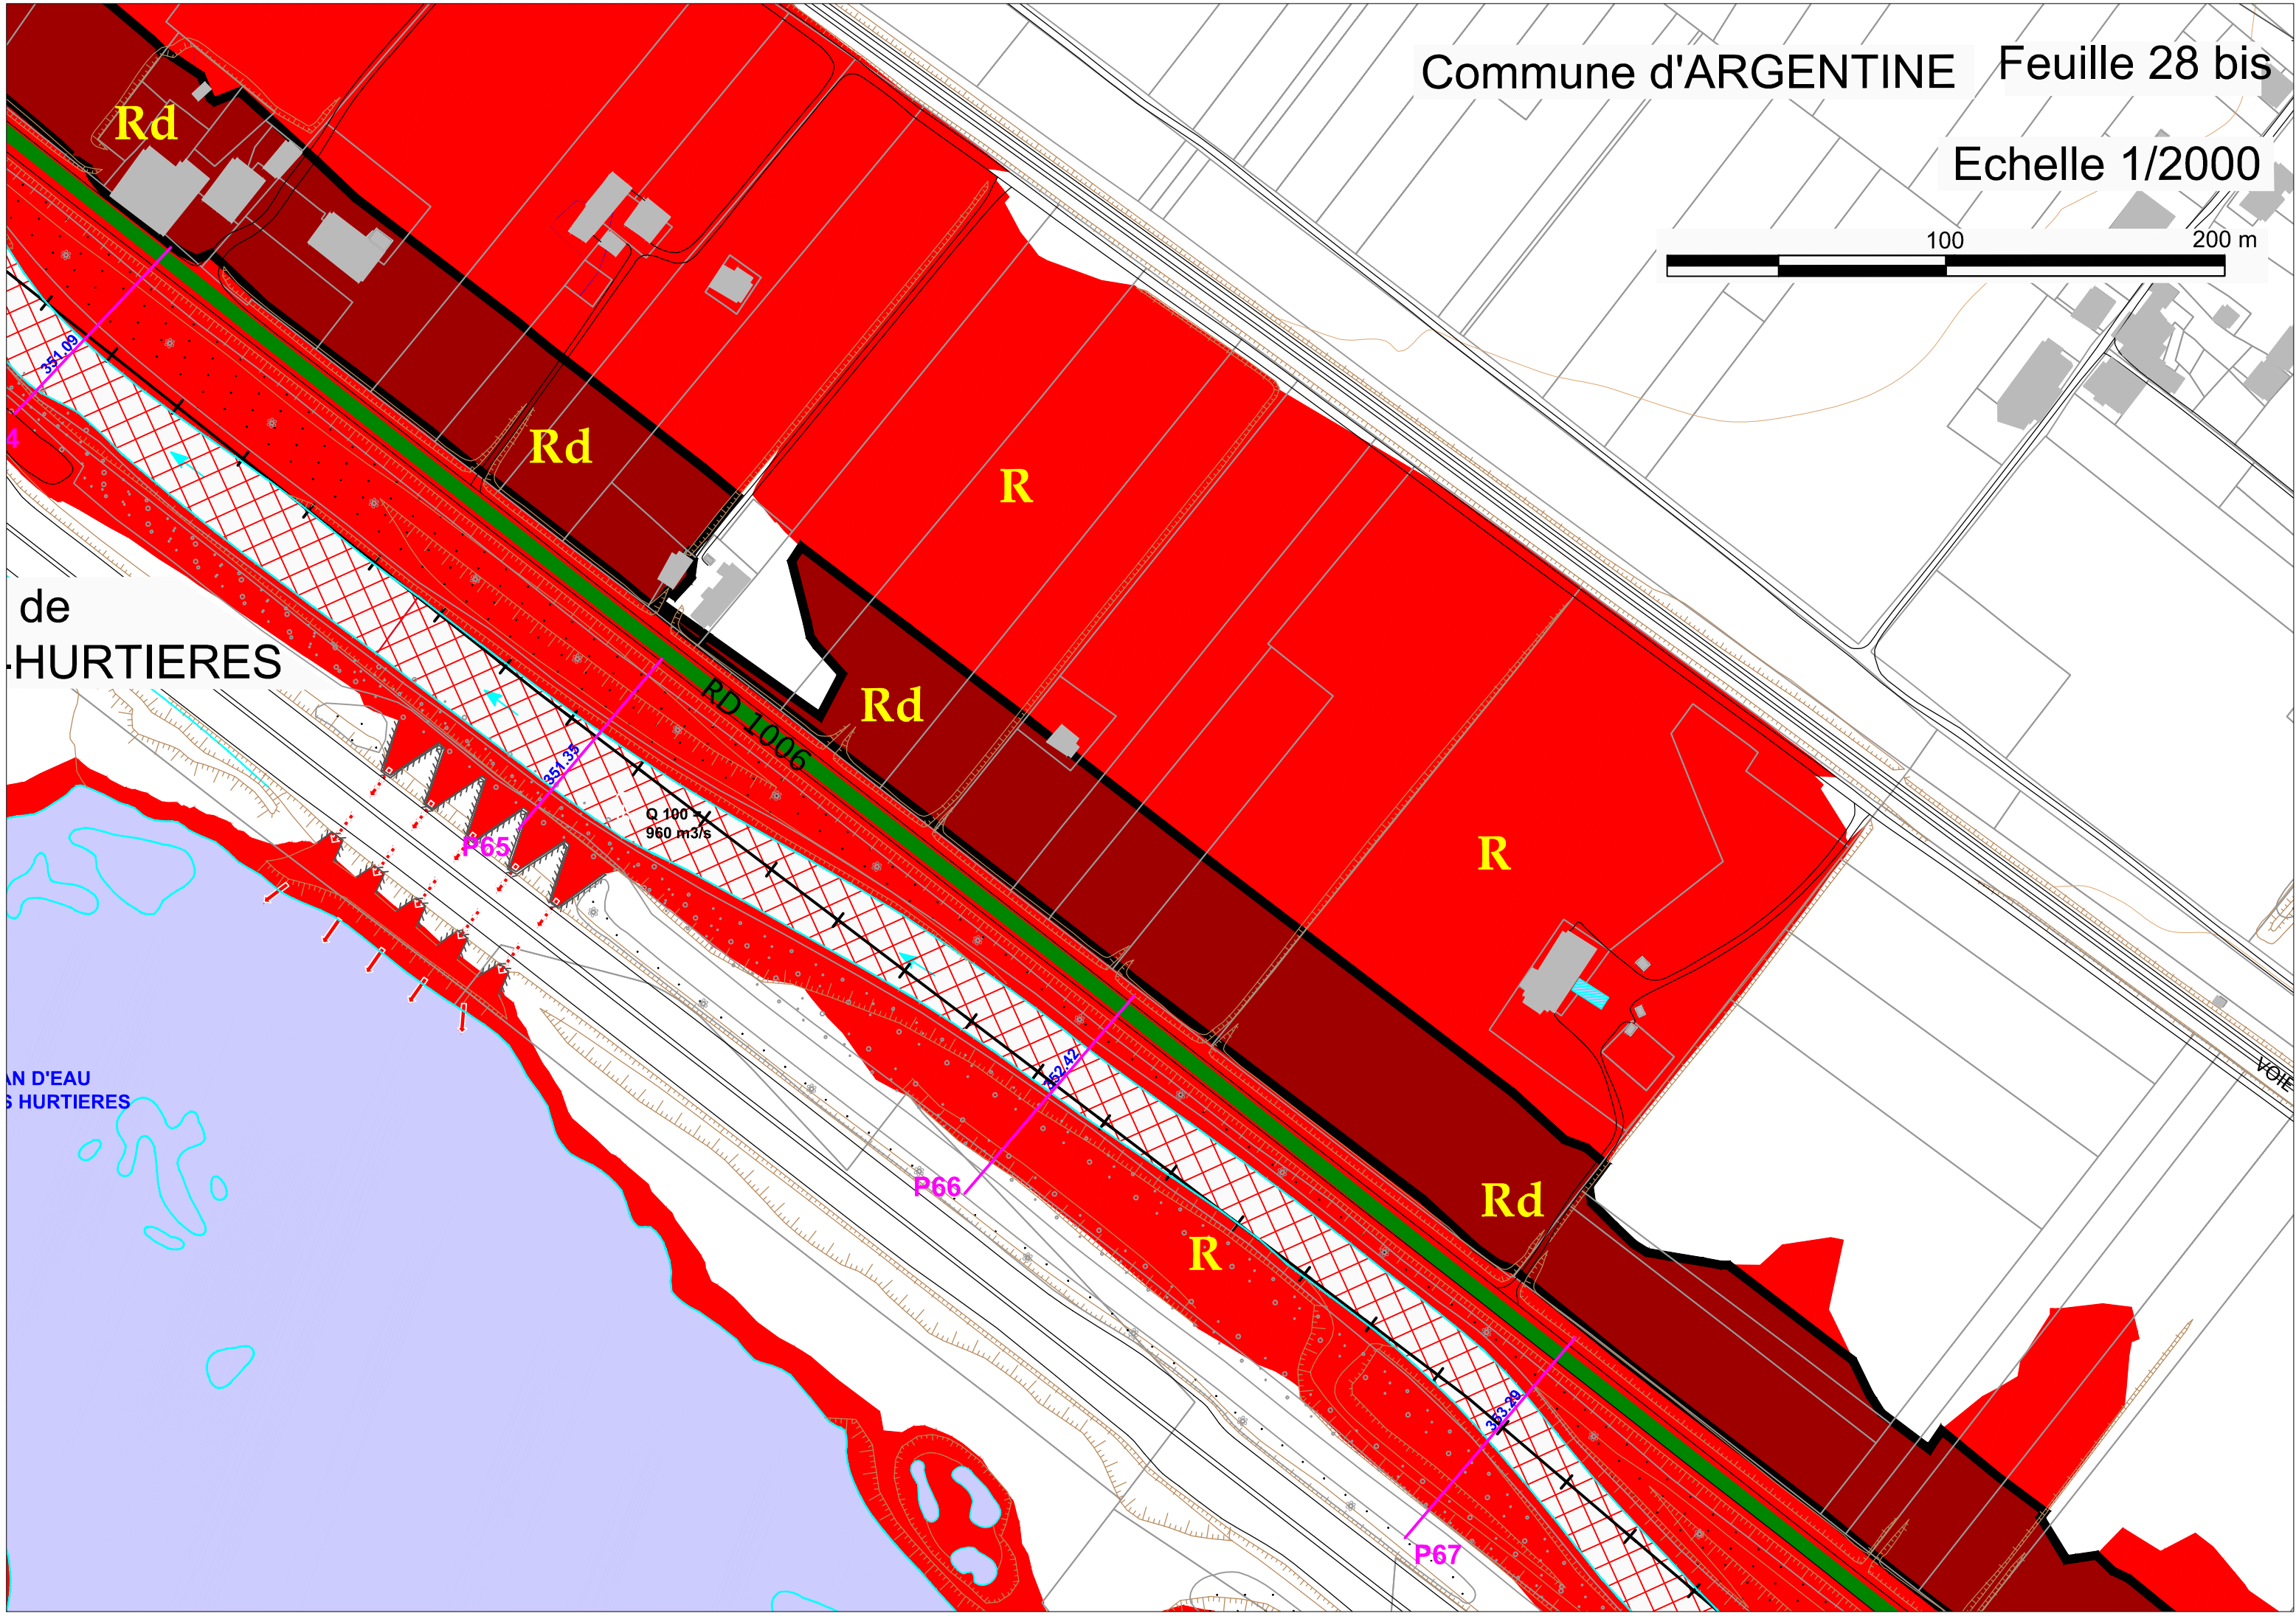 Commune d'ARGENTINE
Feuille 28 bis
Echelle 1/2000
100
200 m
Rd
351.09
4
Rd
R
de
-HURTIERES
Rd
RD 1006
351.35
Q 100 =
960 m3/s
P65
R
352.42
AN D'EAU
S HURTIERES
VOIE
P66
Rd
R
353.29
P67